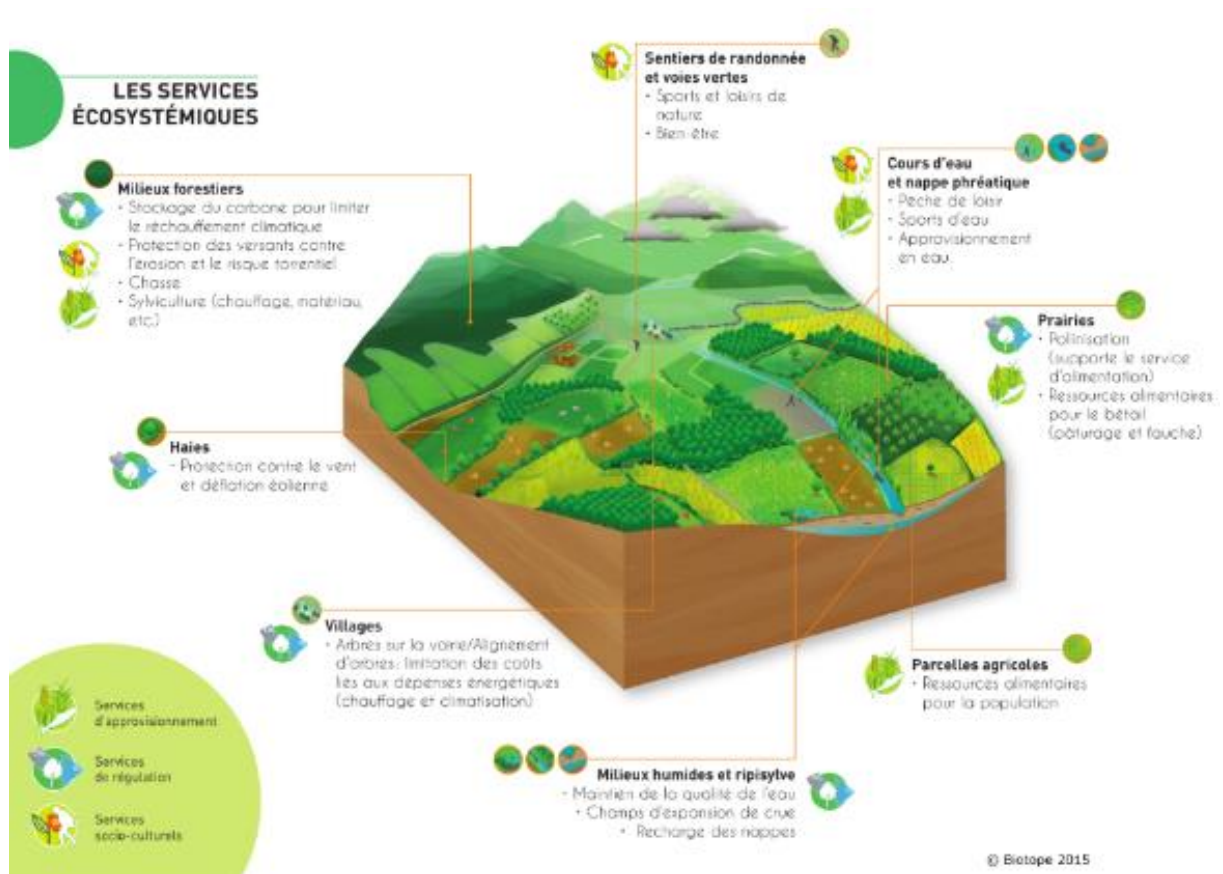 LES SERVICES
ÉCOSYSTÉMIQUES
Sentiers de randonnée
et voies vertes
- Sports et loisirs de
nature
- Bien-être
Cours d'eau
et nappe phréatique
- Pêche de loisir
- Sports d'eau
- Approvisionnement
en eau
Milieux forestiers
- Stockage du carbone pour limiter
le réchauffement climatique
- Protection des versants contre
l'érosion et le risque torrentiel
- Chasse
- Sylviculture (chauffage, matériau,
etc.)
Prairies
- Pollinisation
(supporte le service
d'alimentation)
- Ressources alimentaires
pour le bétail
(pâturage et fauche)
Haies
- Protection contre le vent
et déflation éolienne
Villages
- Arbres sur la voirie/Alignement
d'arbres: limitation des coûts
liés aux dépenses énergétiques
(chauffage et climatisation)
Parcelles agricoles
- Ressources alimentaires
pour la population
Milieux humides et ripisylve
- Maintien de la qualité de l'eau
- Champs d'expansion de crue
- Recharge des nappes
Services
d'approvisionnement
Services
de régulation
Services
socio-culturels
© Biotope 2015